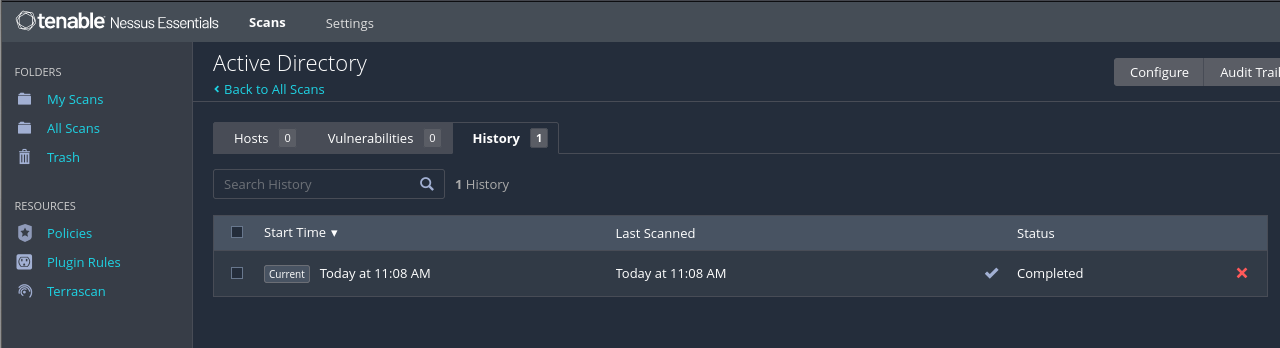 tenable Nessus Essentials Scans Settings
FOLDERS
My Scans
All Scans
Trash
RESOURCES
Policies
Plugin Rules
Terrascan
Active Directory
Back to All Scans
Configure Audit Trail
Hosts 0 Vulnerabilities 0 History 1
Search History 1 History
Start Time ▼ Last Scanned Status
Current Today at 11:08 AM Today at 11:08 AM Completed